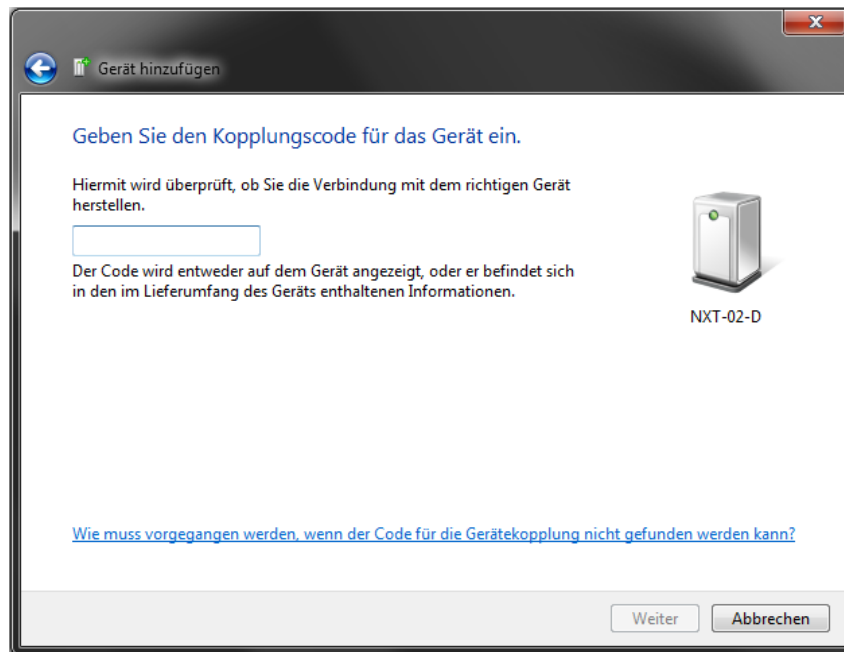 Gerät hinzufügen
Geben Sie den Kopplungscode für das Gerät ein.
Hiermit wird überprüft, ob Sie die Verbindung mit dem richtigen Gerät
herstellen.
Der Code wird entweder auf dem Gerät angezeigt, oder er befindet sich
in den im Lieferumfang des Geräts enthaltenen Informationen.
NXT-02-D
Wie muss vorgegangen werden, wenn der Code für die Gerätekopplung nicht gefunden werden kann?
Weiter
Abbrechen